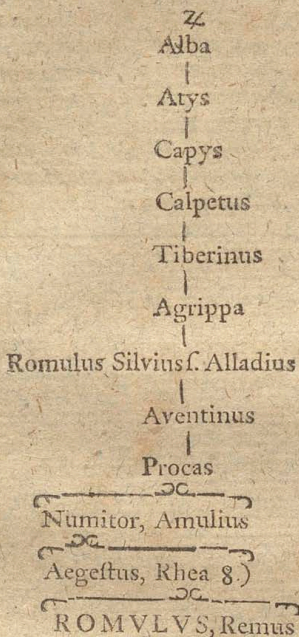 ♃
Alba
Atys
Capys
Calpetus
Tiberinus
Agrippa
Romulus Silvius ſ. Alladius
Aventinus
Procas
Numitor, Amulius
Aegeſtus, Rhea 8.)
ROMVLVS, Remus